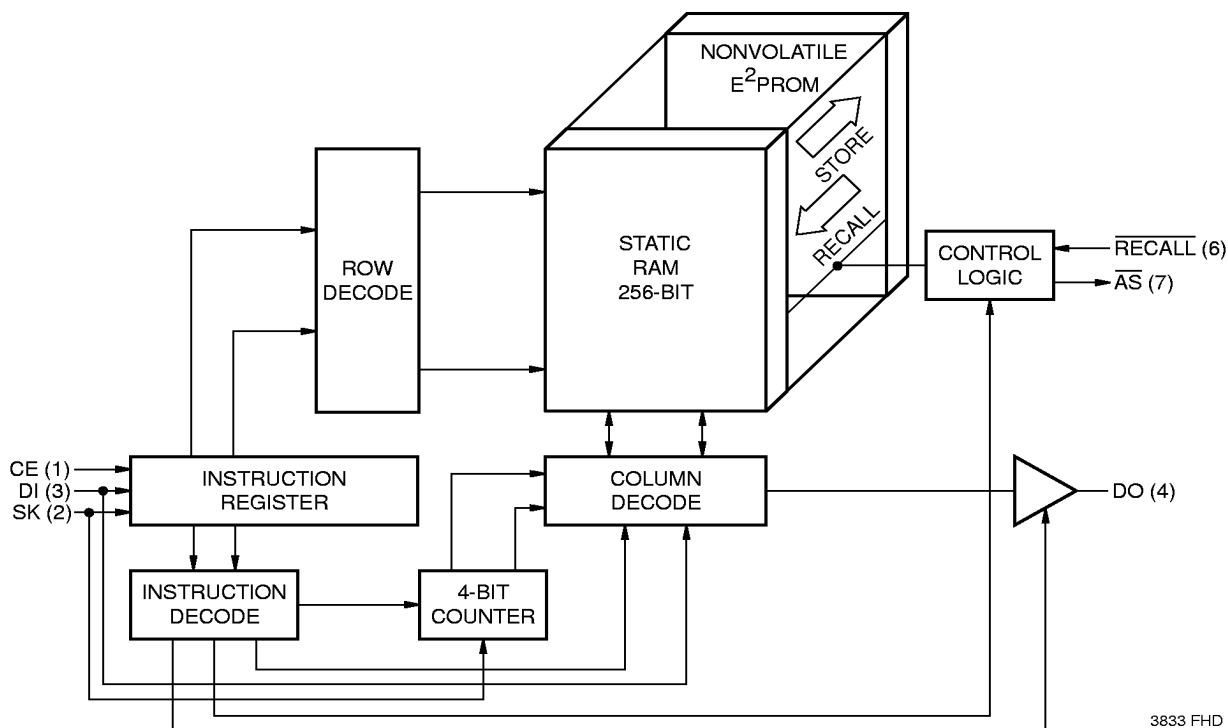 NONVOLATILE
E²PROM
STORE
RECALL
STATIC
RAM
256-BIT
ROW
DECODE
CONTROL
LOGIC
RECALL (6)
AS (7)
CE (1)
DI (3)
SK (2)
INSTRUCTION
REGISTER
COLUMN
DECODE
DO (4)
INSTRUCTION
DECODE
4-BIT
COUNTER
3833 FHD